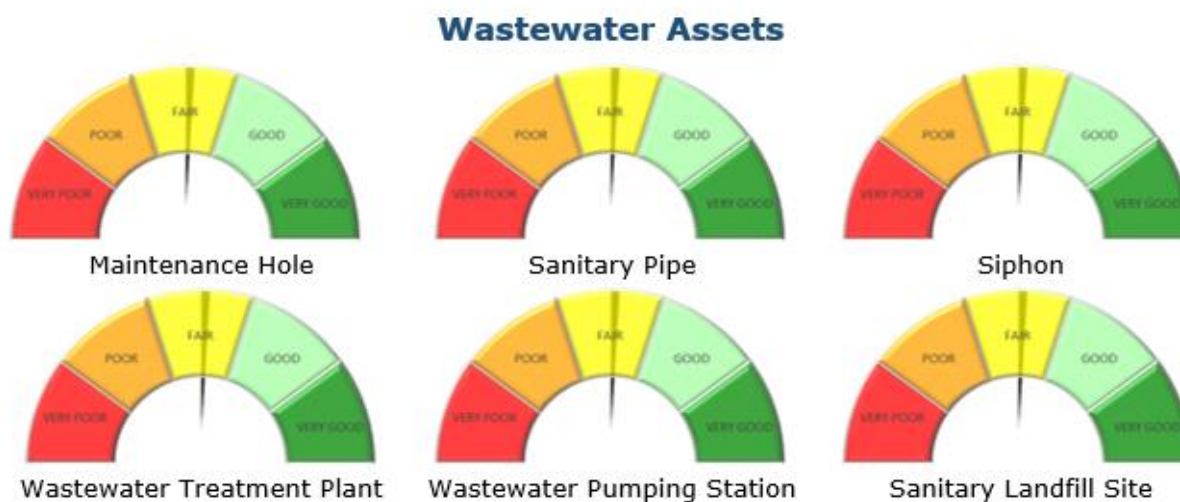 Wastewater Assets
VERY POOR POOR FAIR GOOD VERY GOOD
Maintenance Hole
VERY POOR POOR FAIR GOOD VERY GOOD
Sanitary Pipe
VERY POOR POOR FAIR GOOD VERY GOOD
Siphon
VERY POOR POOR FAIR GOOD VERY GOOD
Wastewater Treatment Plant
VERY POOR POOR FAIR GOOD VERY GOOD
Wastewater Pumping Station
VERY POOR POOR FAIR GOOD VERY GOOD
Sanitary Landfill Site